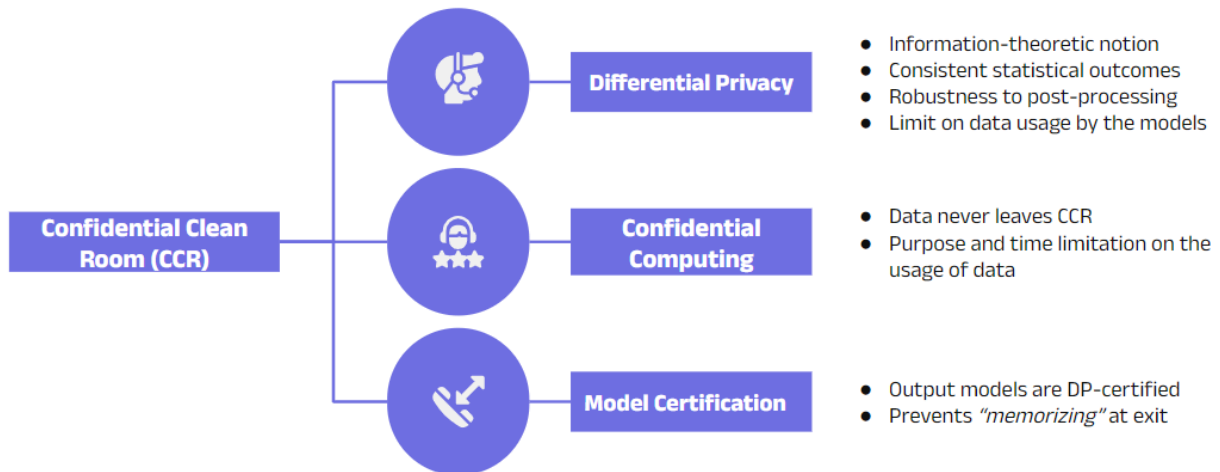 Confidential Clean
Room (CCR)
Differential Privacy
● Information-theoretic notion
● Consistent statistical outcomes
● Robustness to post-processing
● Limit on data usage by the models
Confidential
Computing
● Data never leaves CCR
● Purpose and time limitation on the
usage of data
Model Certification
● Output models are DP-certified
● Prevents “memorizing” at exit